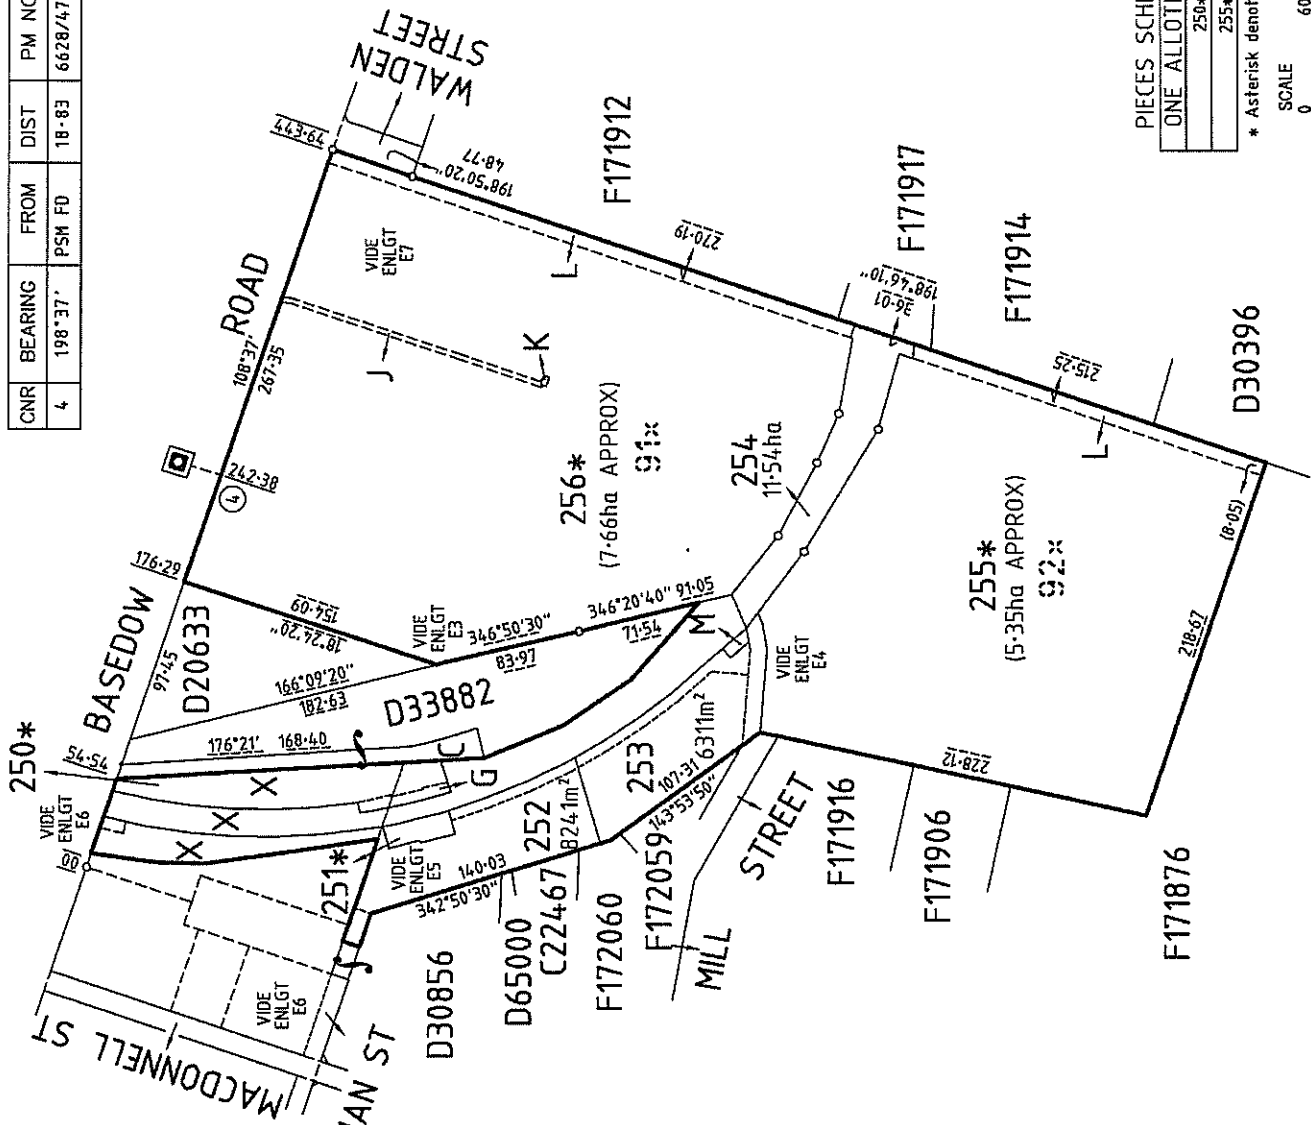 CNR BEARING FROM DIST PM NO
4 198°37' PSM FD 18·83 6628/47
WALDEN
STREET
443·64
BASEDOW ROAD
108°37'
267·35
242·38
4
176·29
97·45
54·54
00
250*
VIDE
ENLGT
E6
VIDE
ENLGT
E7
J
K
L
198°50'20"
48·77
F171912
270·19
F171917
198°46'10"
36·01
F171914
215·25
D30396
L
(8·05)
218·67
256*
(7·66ha APPROX)
91×
254
11·54ha
255*
(5·35ha APPROX)
92×
D20633
18°24'20"
154·09
VIDE
ENLGT
E3
346°50'30"
83·97
346°20'40" 91·05
71·54
166°09'20"
182·63
D33882
176°21' 168·40
X
X
X
C
G
M
VIDE
ENLGT
E4
253
6311m²
252
8241m²
107·31
143°53'50"
251*
VIDE
ENLGT
E5
140·03
342°50'30"
MILL STREET
228·12
F171916
F171906
F171876
F172059
F172060
C22467
D65000
D30856
VIDE
ENLGT
E6
MACDONNELL ST
MAN ST
PIECES SCHE
ONE ALLOT
250*
255*
* Asterisk denot
SCALE
0 60